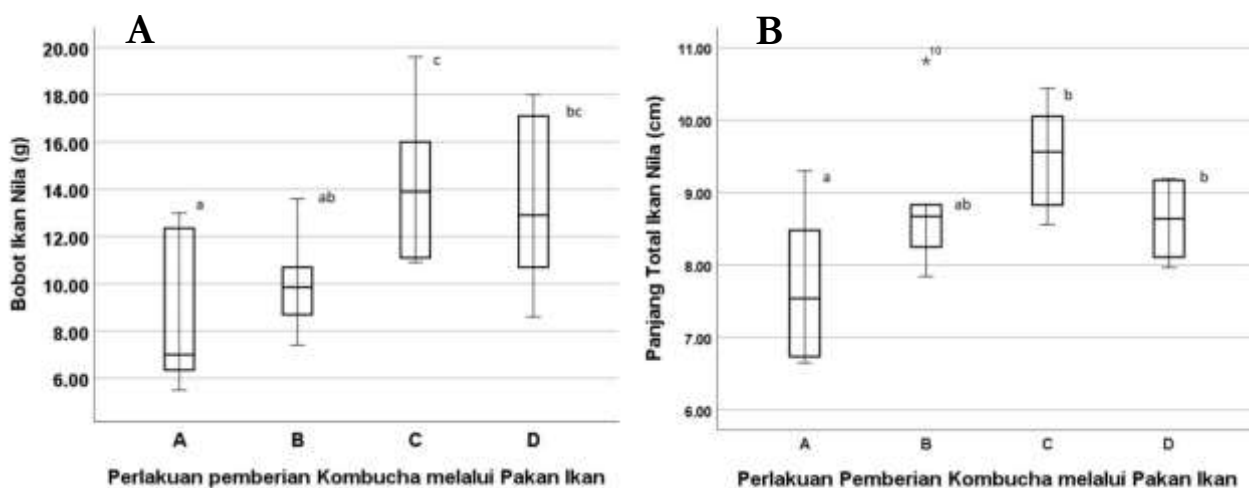 A
Bobot Ikan Nila (g)
20.00
18.00
16.00
14.00
12.00
10.00
8.00
6.00
a
ab
c
bc
A B C D
Perlakuan pemberian Kombucha melalui Pakan Ikan
B
Panjang Total Ikan Nila (cm)
11.00
10.00
9.00
8.00
7.00
6.00
a
*10
ab
b
b
A B C D
Perlakuan Pemberian Kombucha melalui Pakan Ikan